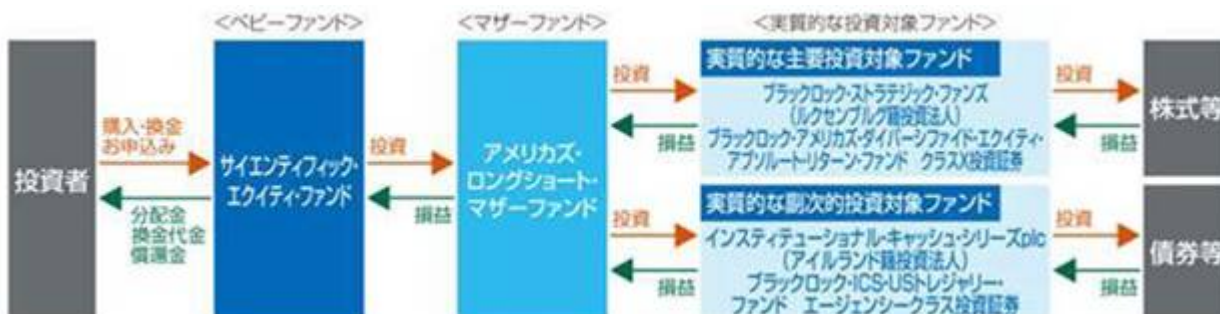 <ベビーファンド>
<マザーファンド>
<実質的な投資対象ファンド>
投資者
購入・換金
お申込み
分配金
換金代金
償還金
サイエンティフィック・
エクイティ・ファンド
投資
損益
アメリカズ・
ロングショート・
マザーファンド
投資
損益
実質的な主要投資対象ファンド
ブラックロック・ストラテジック・ファンズ
(ルクセンブルグ籍投資法人)
ブラックロック・アメリカズ・ダイバーシファイド・エクイティ・
アブソルートリターン・ファンド クラスX投資証券
投資
損益
株式等
投資
損益
実質的な副次的投資対象ファンド
インスティテューショナル・キャッシュ・シリーズplc
(アイルランド籍投資法人)
ブラックロック・ICS・USトレジャリー・
ファンド エージェンシークラス投資証券
投資
損益
債券等